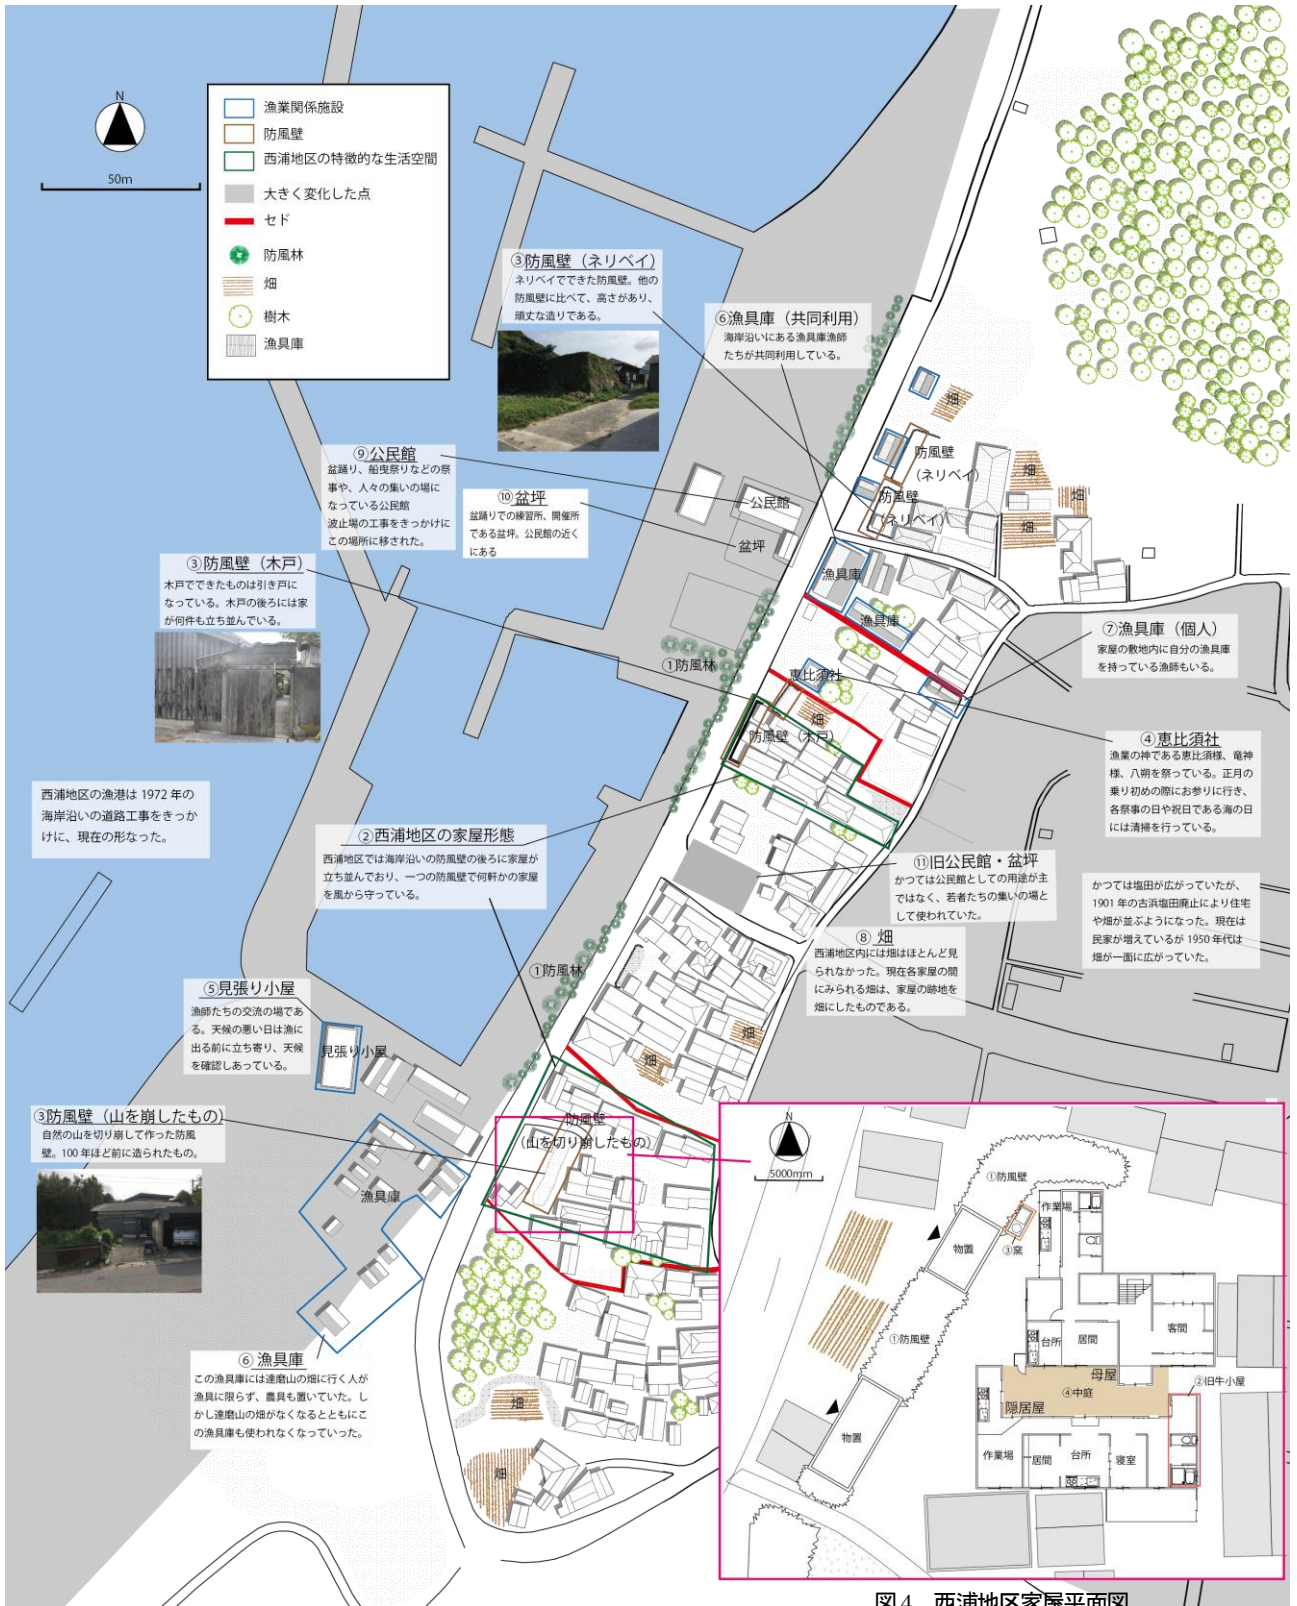 N
50m
漁業関係施設
防風壁
西浦地区の特徴的な生活空間
大きく変化した点
セド
防風林
畑
樹木
漁具庫
③防風壁（ネリベイ）
ネリベイでできた防風壁。他の
防風壁に比べて、高さがあり、
頑丈な造りである。
⑥漁具庫（共同利用）
海岸沿いにある漁具庫漁師
たちが共同利用している。
畑
防風壁
（ネリベイ）
畑
畑
畑
防風壁
（ネリベイ）
⑨公民館
盆踊り、船曳祭りなどの祭
事や、人々の集いの場に
なっている公民館
波止場の工事をきっかけに
この場所に移された。
⑩盆坪
盆踊りでの練習所、開催所
である盆坪。公民館の近く
にある
公民館
盆坪
③防風壁（木戸）
木戸でできたものは引き戸に
なっている。木戸の後ろには家
が何件も立ち並んでいる。
漁具庫
漁具庫
①防風林
恵比須社
畑
防風壁（木戸）
⑦漁具庫（個人）
家屋の敷地内に自分の漁具庫
を持っている漁師もいる。
④恵比須社
漁業の神である恵比須様、竜神
様、八朔を祭っている。正月の
乗り初めの際にお参りに行き、
各祭事の日や祝日である海の日
には清掃を行っている。
西浦地区の漁港は 1972 年の
海岸沿いの道路工事をきっか
けに、現在の形なった。
②西浦地区の家屋形態
西浦地区では海岸沿いの防風壁の後ろに家屋が
立ち並んでおり、一つの防風壁で何軒かの家屋
を風から守っている。
⑪旧公民館・盆坪
かつては公民館としての用途が主
ではなく、若者たちの集いの場と
して使われていた。
かつては塩田が広がっていたが、
1901 年の古浜塩田廃止により住宅
や畑が並ぶようになった。現在は
民家が増えているが 1950 年代は
畑が一面に広がっていた。
⑧ 畑
西浦地区内には畑はほとんど見
られなかった。現在各家屋の間
にみられる畑は、家屋の跡地を
畑にしたものである。
①防風林
畑
畑
⑤見張り小屋
漁師たちの交流の場であ
る。天候の悪い日は漁に
出る前に立ち寄り、天候
を確認しあっている。
見張り小屋
③防風壁（山を崩したもの）
自然の山を切り崩して作った防風
壁。100 年ほど前に造られたもの。
防風壁
（山を切り崩したもの）
漁具庫
⑥ 漁具庫
この漁具庫には達磨山の畑に行く人が
漁具に限らず、農具も置いていた。し
かし達磨山の畑がなくなるとともにこ
の漁具庫も使われなくなっていった。
畑
畑
N
5000mm
①防風壁
物置
③窯
作業場
①防風壁
台所
居間
客間
母屋
④中庭
②旧牛小屋
隠居屋
物置
作業場
居間
台所
寝室
図4 西浦地区家屋平面図